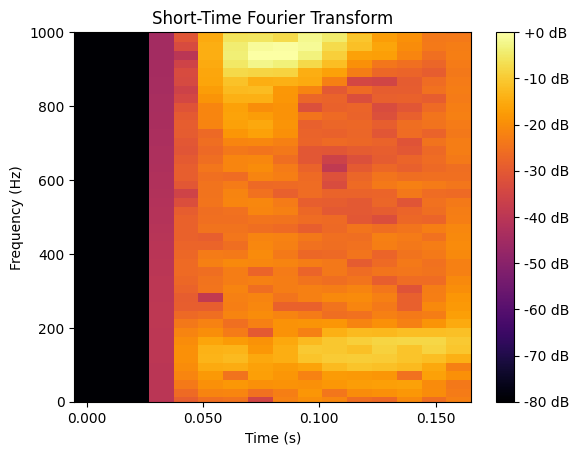 Short-Time Fourier Transform
1000
800
600
400
200
0
Frequency (Hz)
0.000
0.050
0.100
0.150
Time (s)
+0 dB
-10 dB
-20 dB
-30 dB
-40 dB
-50 dB
-60 dB
-70 dB
-80 dB